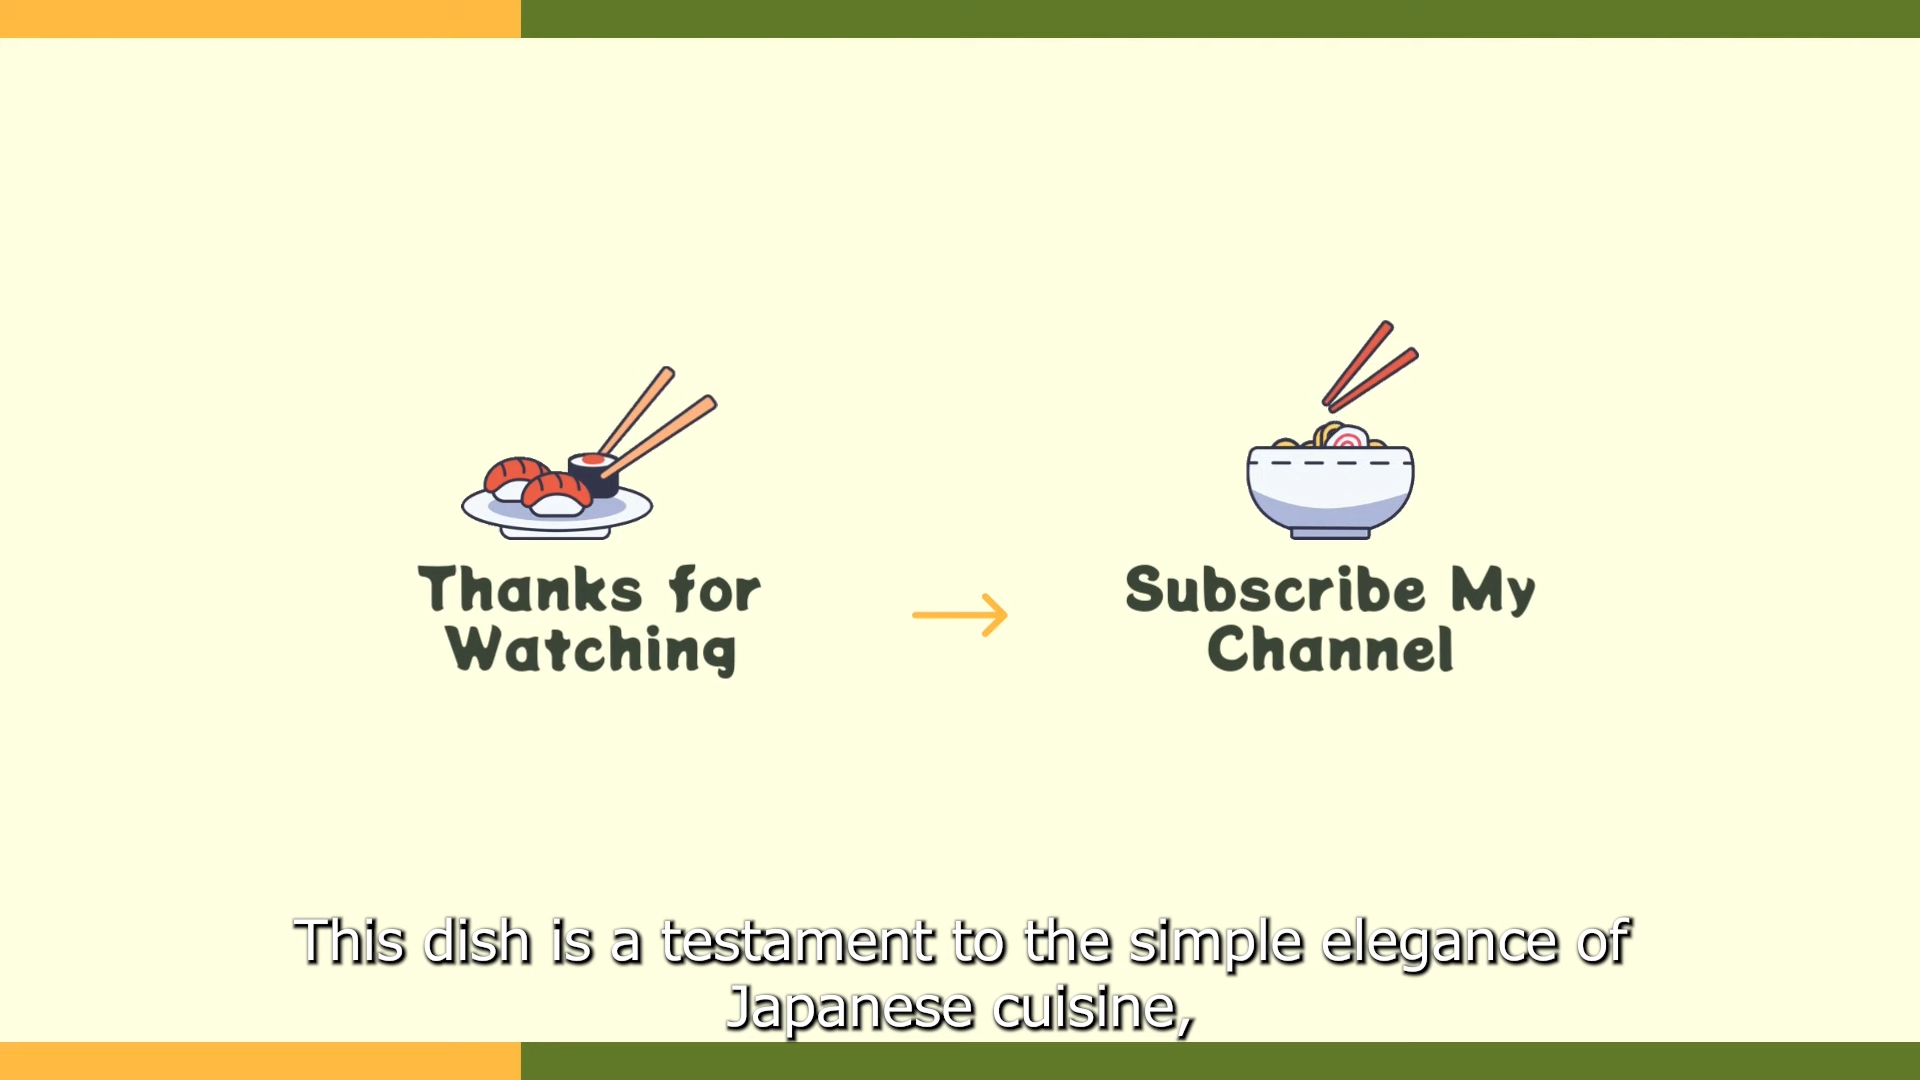 Thanks for
Watching
Subscribe My
Channel
This dish is a testament to the simple elegance of
Japanese cuisine,